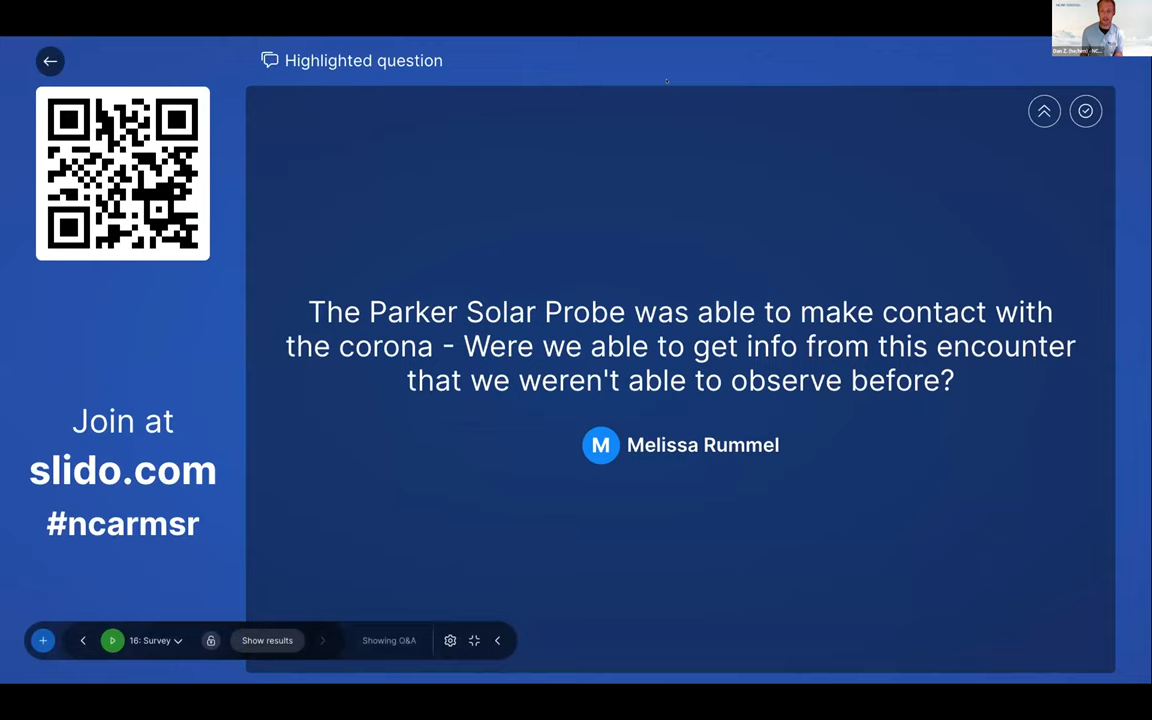 Highlighted question
The Parker Solar Probe was able to make contact with
the corona - Were we able to get info from this encounter
that we weren't able to observe before?
M Melissa Rummel
Join at
slido.com
#ncarmsr
16: Survey
Show results
Showing Q&A